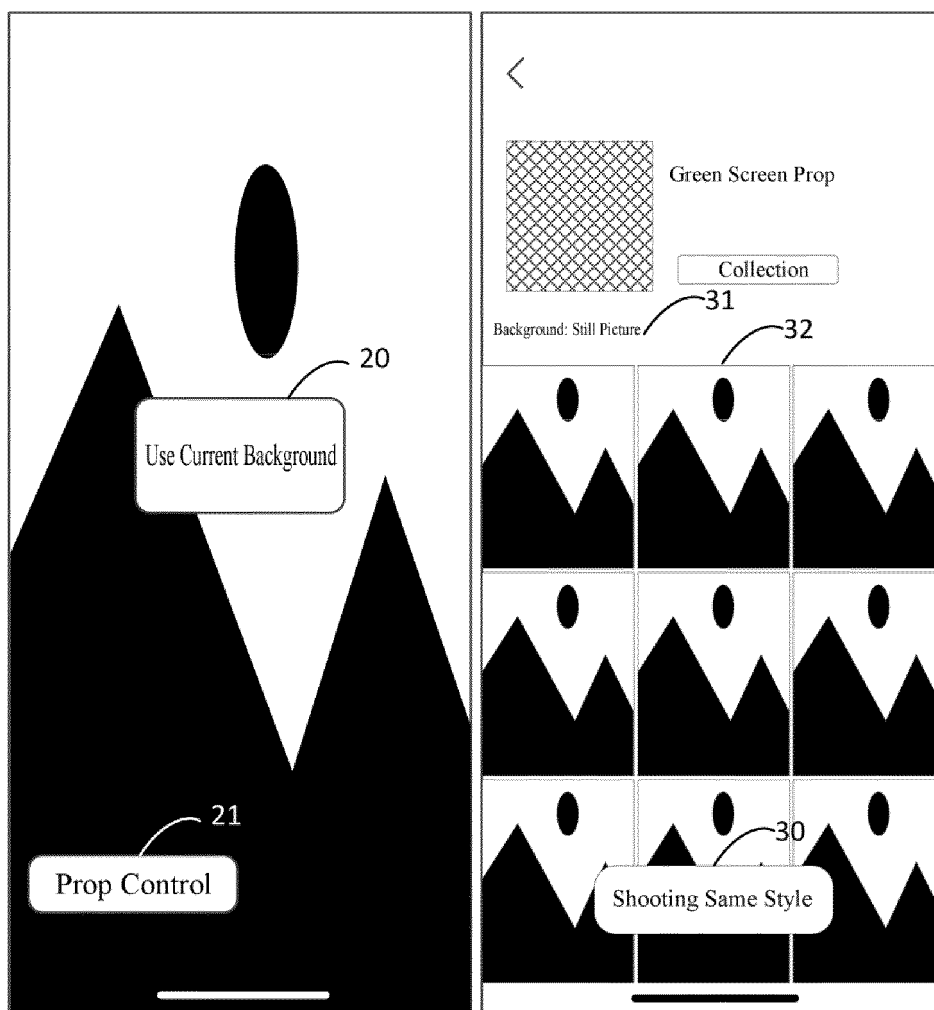 20
Use Current Background
21
Prop Control
Green Screen Prop
Collection
31
Background: Still Picture
32
30
Shooting Same Style